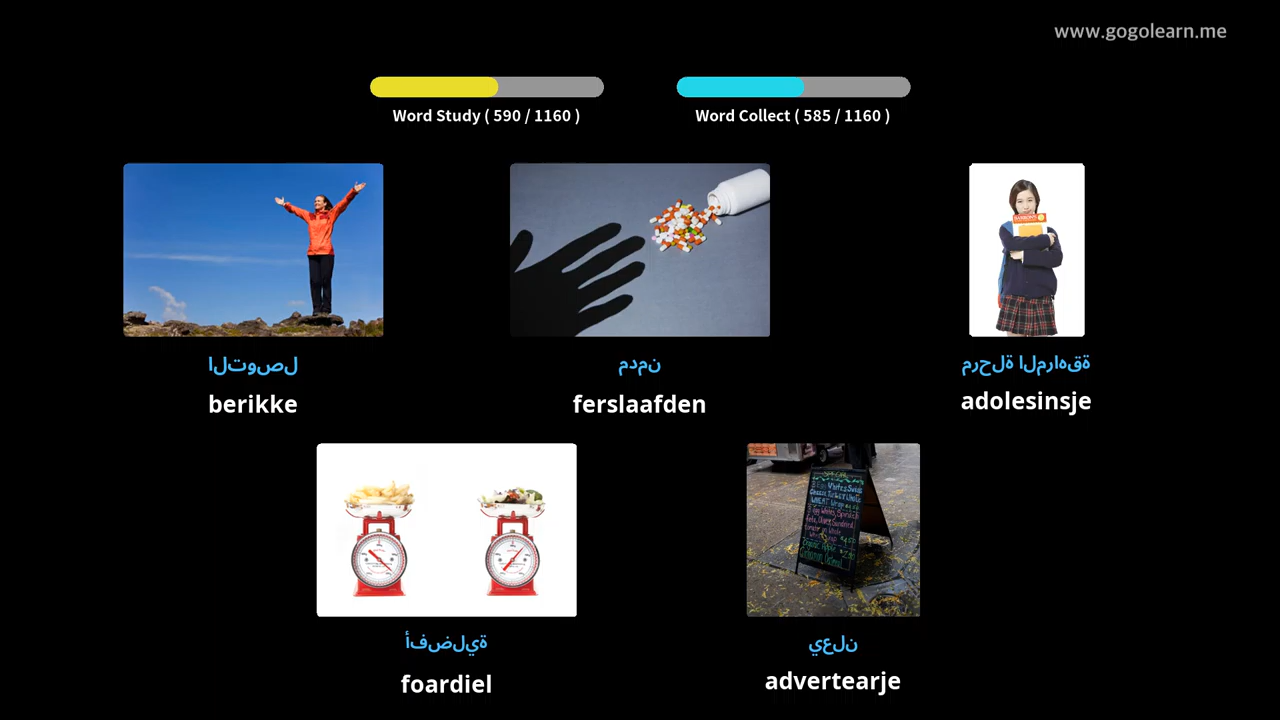 www.gogolearn.me
Word Study ( 590 / 1160 )
Word Collect ( 585 / 1160 )
التوصل
berikke
مدمن
ferslaafden
مرحلة المراهقة
adolesinsje
أفضلية
foardiel
يعلن
advertearje